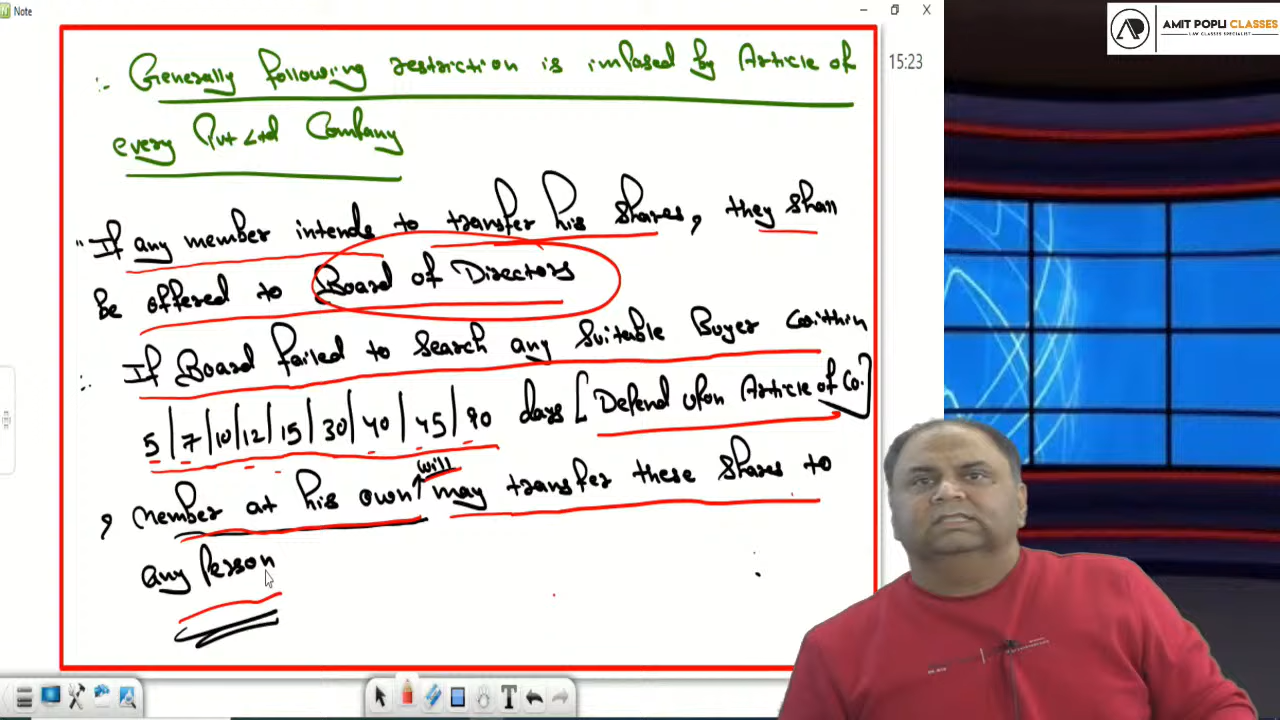 Note
AMIT POPLI CLASSES
LAW CLASSES SPECIALIST
15:23
∴ Generally following restriction is imposed by Article of
every Pvt Ltd Company
"If any member intends to transfer his shares, they shall
be offered to Board of Directors
∴ If Board failed to search any suitable Buyer within
5|7|10|12|15|30|40|45|90 days [Depend upon Article of Co.]
will
, Member at his own may transfer these shares to
any Person